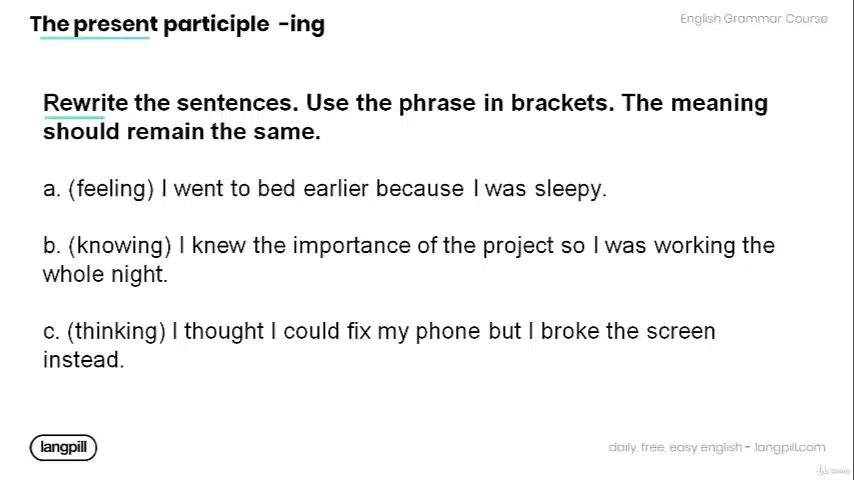 The present participle -ing
English Grammar Course
Rewrite the sentences. Use the phrase in brackets. The meaning
should remain the same.
a. (feeling) I went to bed earlier because I was sleepy.
b. (knowing) I knew the importance of the project so I was working the
whole night.
c. (thinking) I thought I could fix my phone but I broke the screen
instead.
langpill
daily, free, easy english - langpill.com